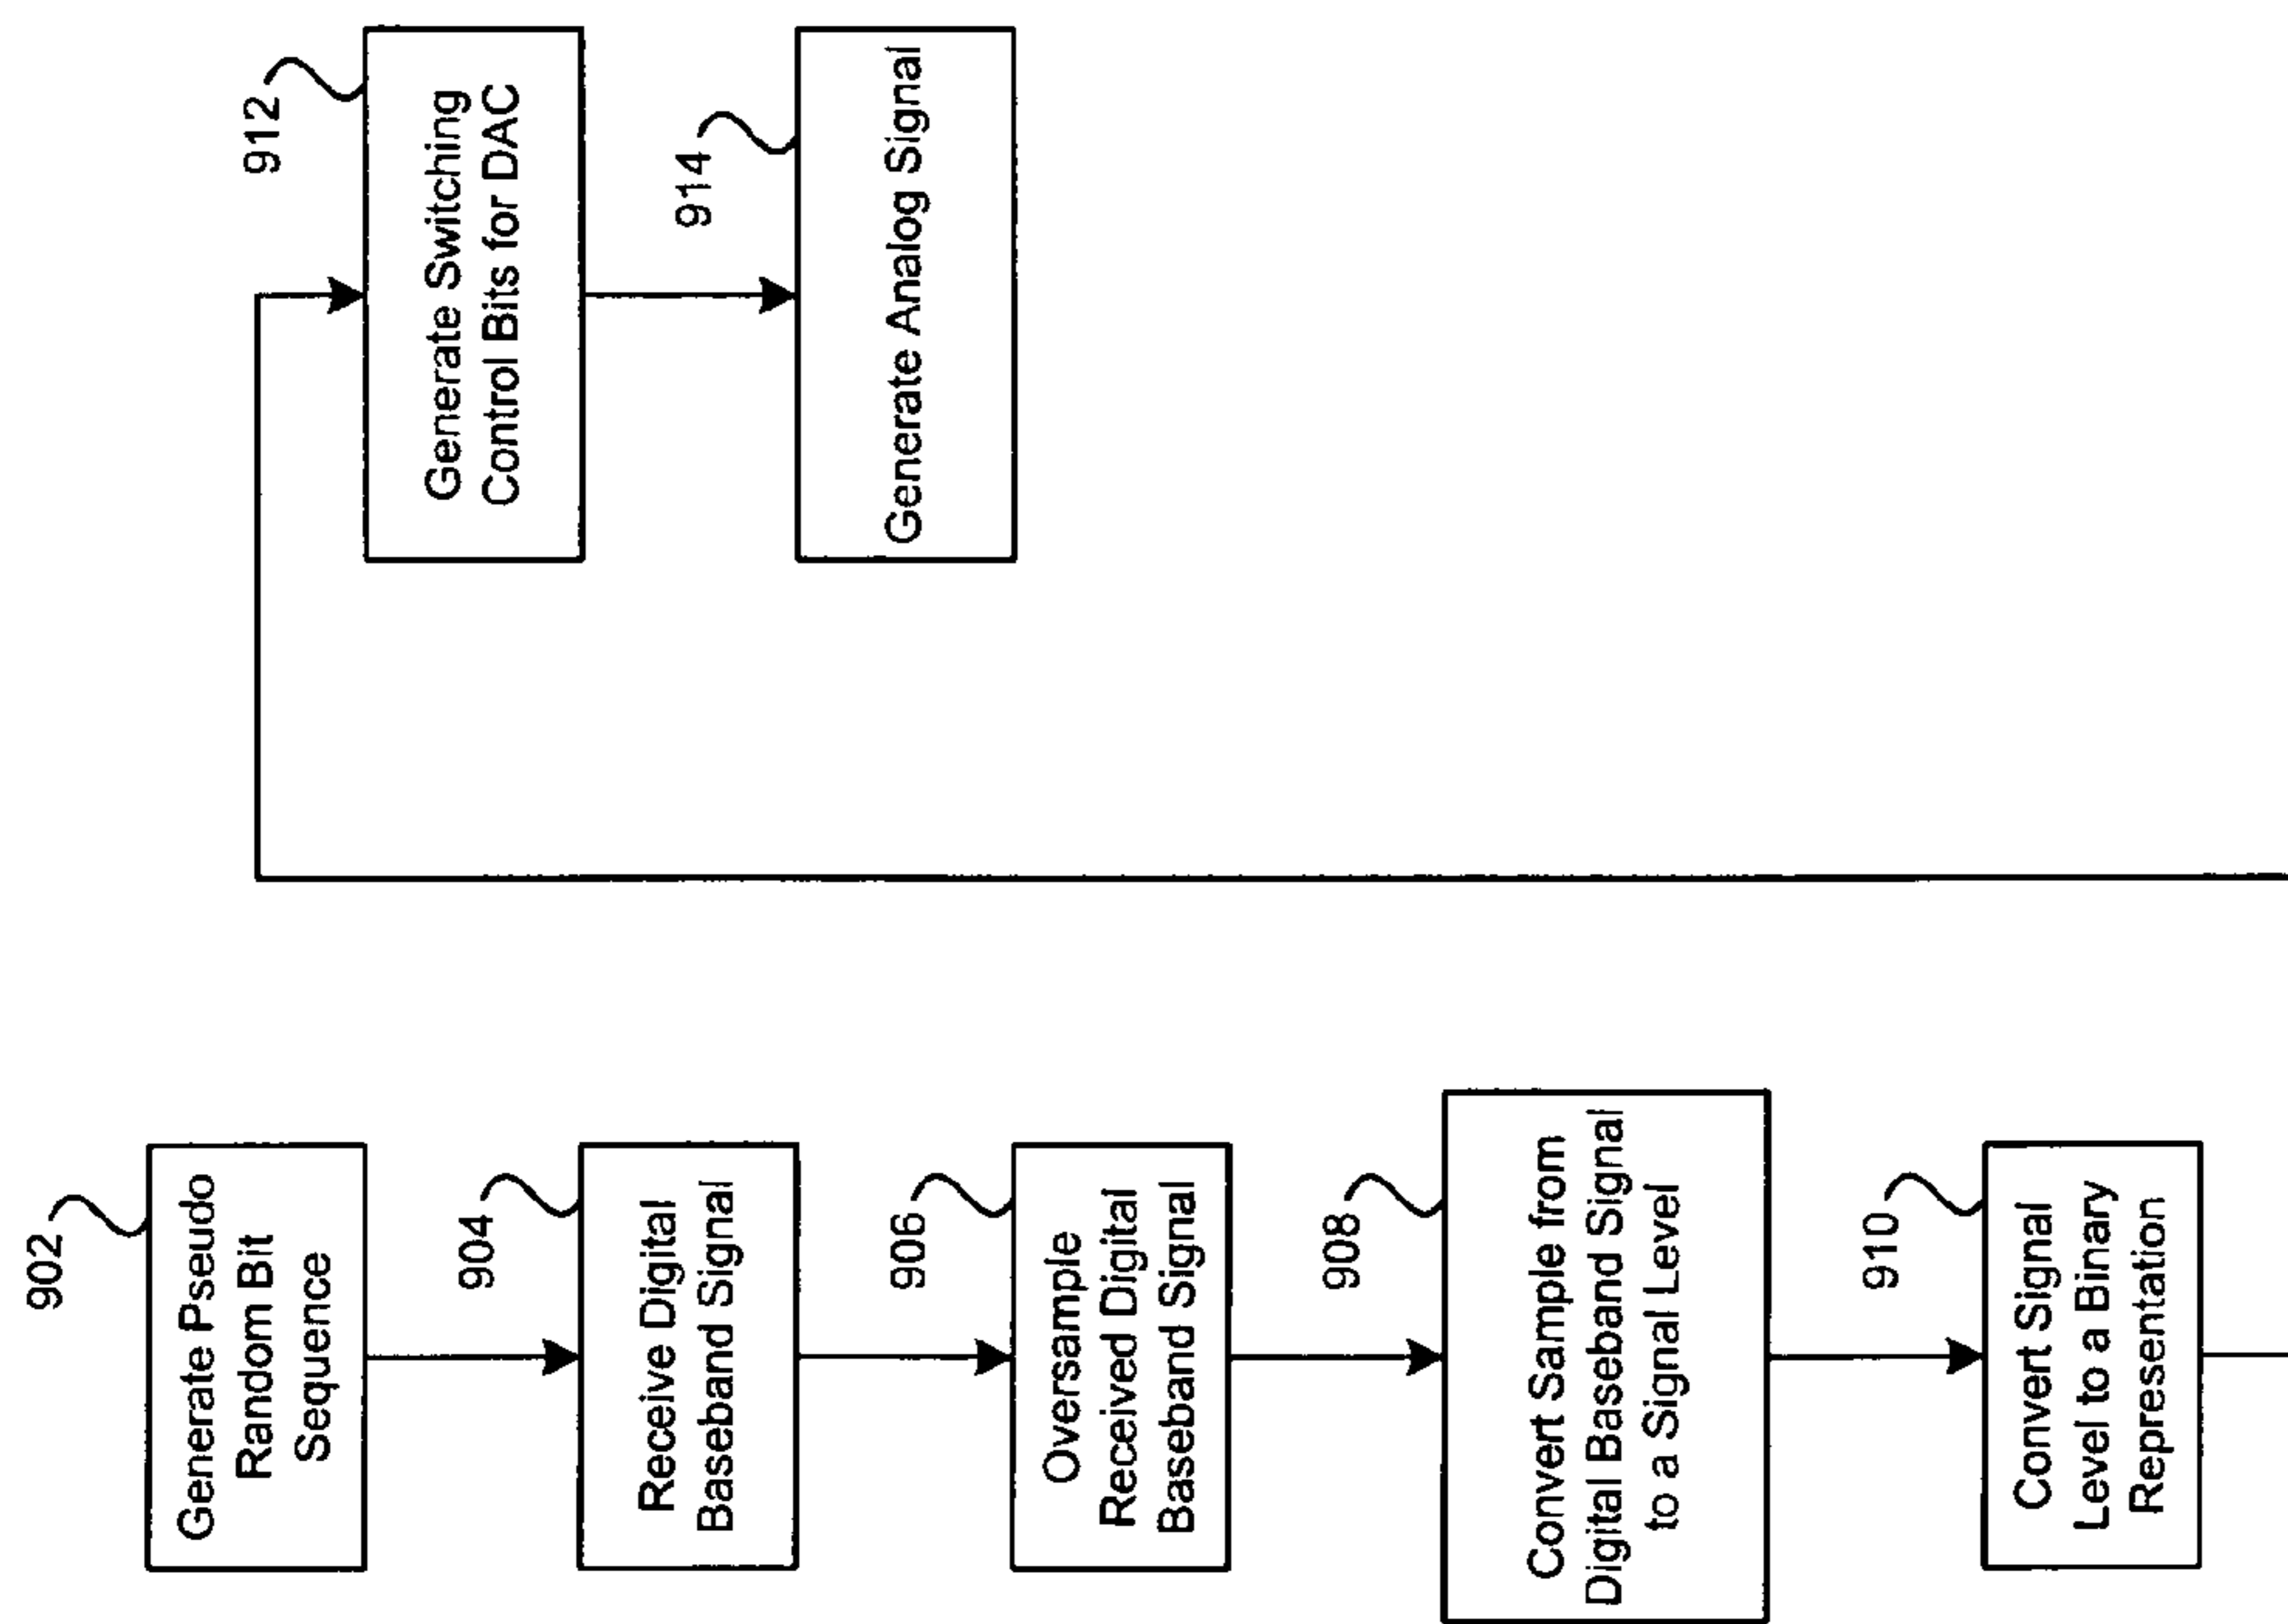 902
Generate Pseudo
Random Bit
Sequence
904
Receive Digital
Baseband Signal
906
Oversample
Received Digital
Baseband Signal
908
Convert Sample from
Digital Baseband Signal
to a Signal Level
910
Convert Signal
Level to a Binary
Representation
912
Generate Switching
Control Bits for DAC
914
Generate Analog Signal